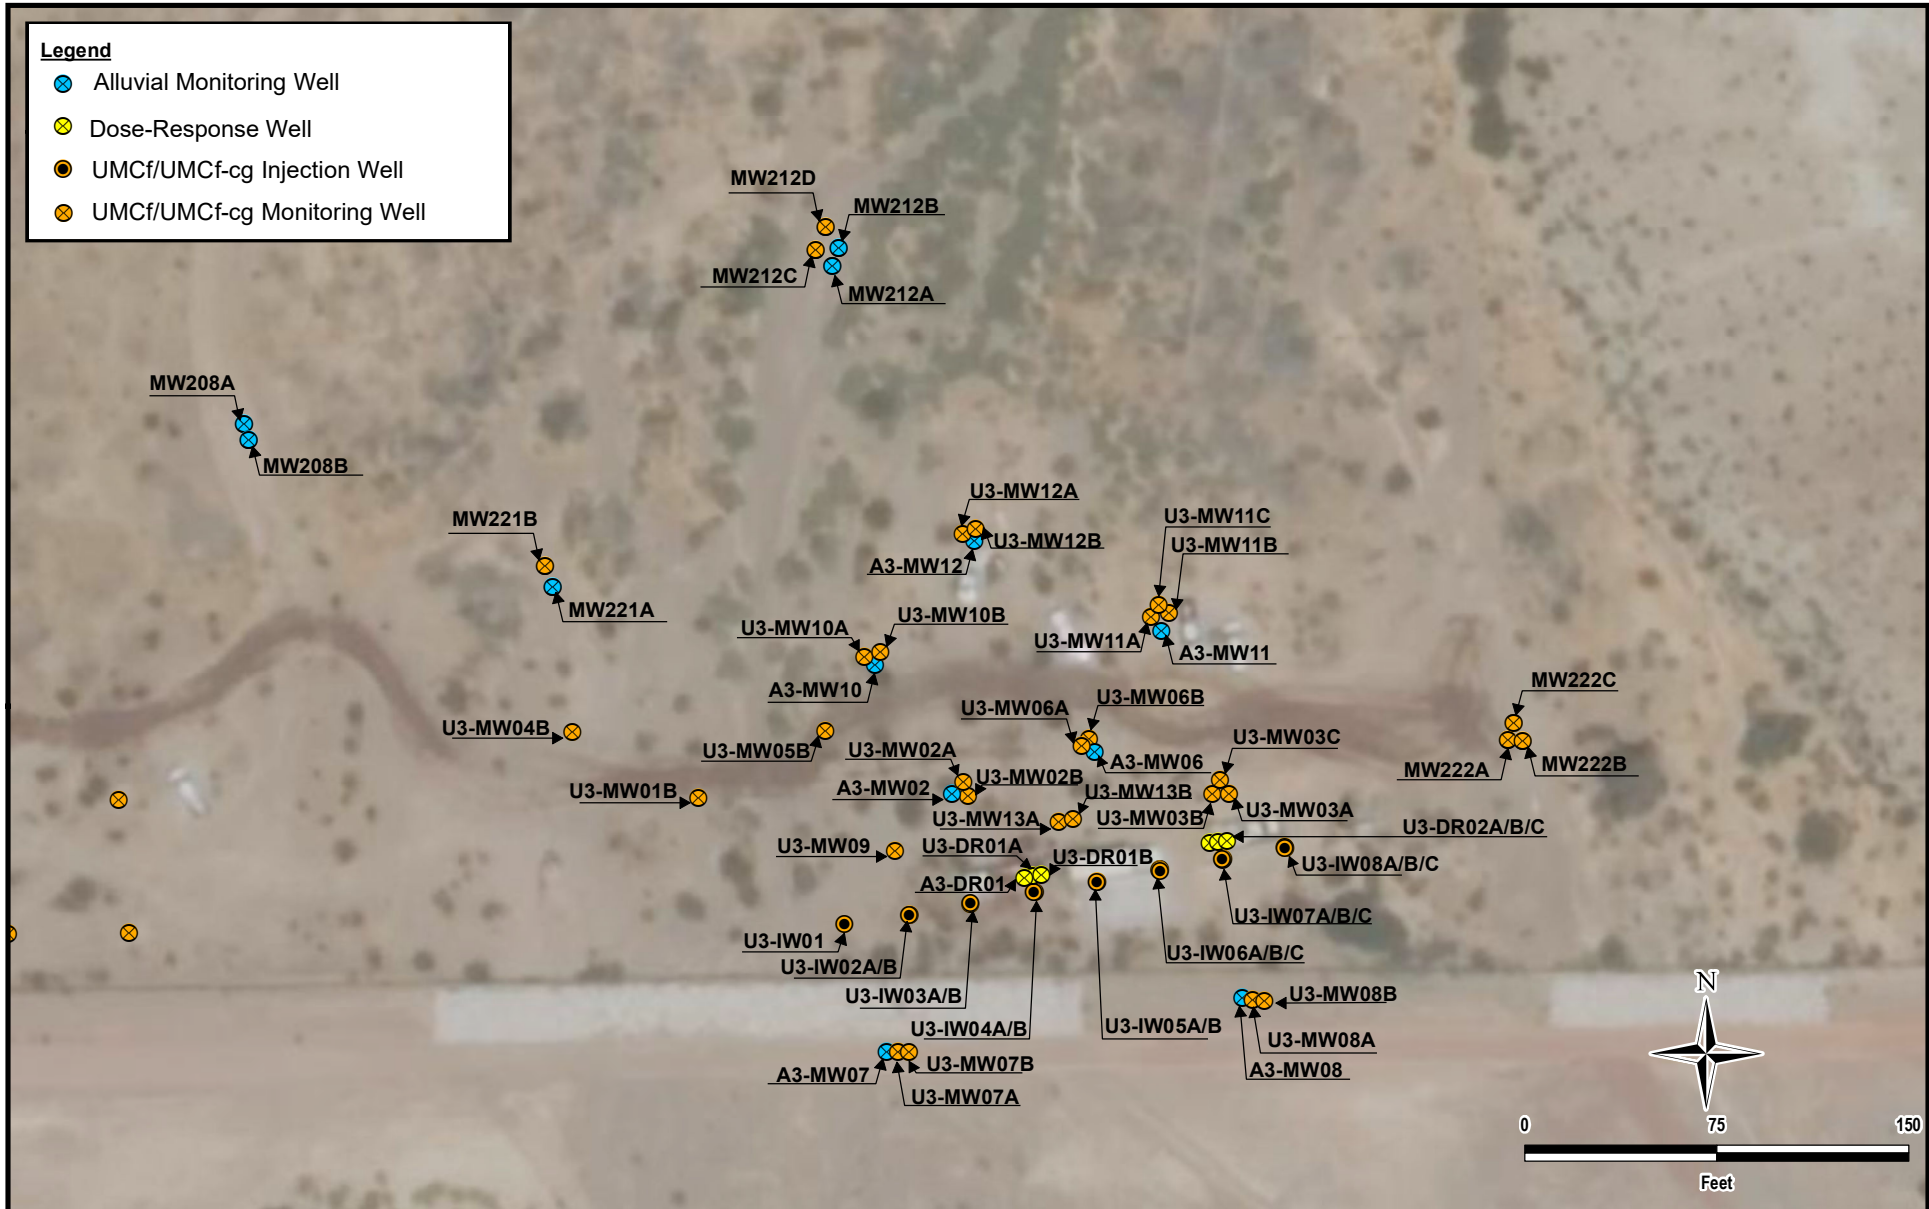 Legend
Alluvial Monitoring Well
Dose-Response Well
UMCf/UMCf-cg Injection Well
UMCf/UMCf-cg Monitoring Well
MW212D
MW212B
MW212C
MW212A
MW208A
MW208B
MW221B
MW221A
U3-MW12A
U3-MW12B
A3-MW12
U3-MW11C
U3-MW11B
U3-MW11A
A3-MW11
U3-MW10A
U3-MW10B
A3-MW10
MW222C
MW222A
MW222B
U3-MW04B
U3-MW05B
U3-MW06A
U3-MW06B
A3-MW06
U3-MW03C
U3-MW02A
U3-MW02B
A3-MW02
U3-MW01B
U3-MW13B
U3-MW13A
U3-MW03B
U3-MW03A
U3-DR02A/B/C
U3-MW09
U3-DR01A
U3-DR01B
A3-DR01
U3-IW08A/B/C
U3-IW07A/B/C
U3-IW01
U3-IW02A/B
U3-IW06A/B/C
U3-IW03A/B
U3-IW04A/B
U3-IW05A/B
U3-MW08B
U3-MW08A
A3-MW08
A3-MW07
U3-MW07B
U3-MW07A
N
0
75
150
Feet